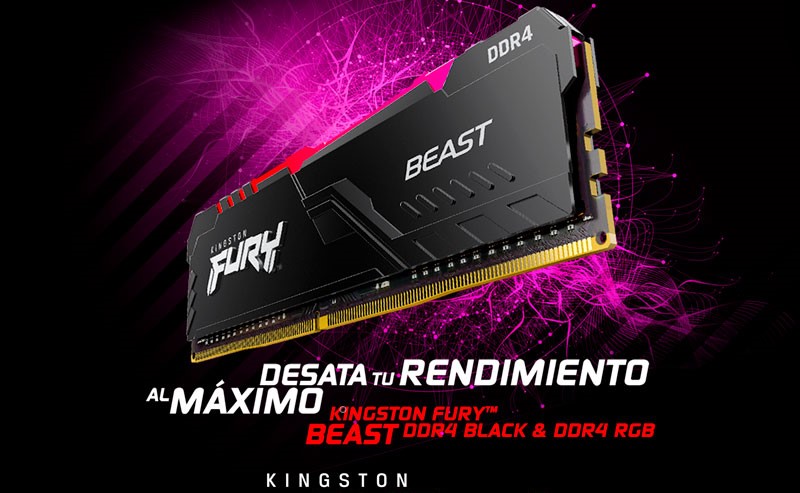 DDR4
BEAST
KINGSTON
FURY
DESATA TU RENDIMIENTO
AL MÁXIMO
KINGSTON FURY™
BEAST DDR4 BLACK & DDR4 RGB
KINGSTON